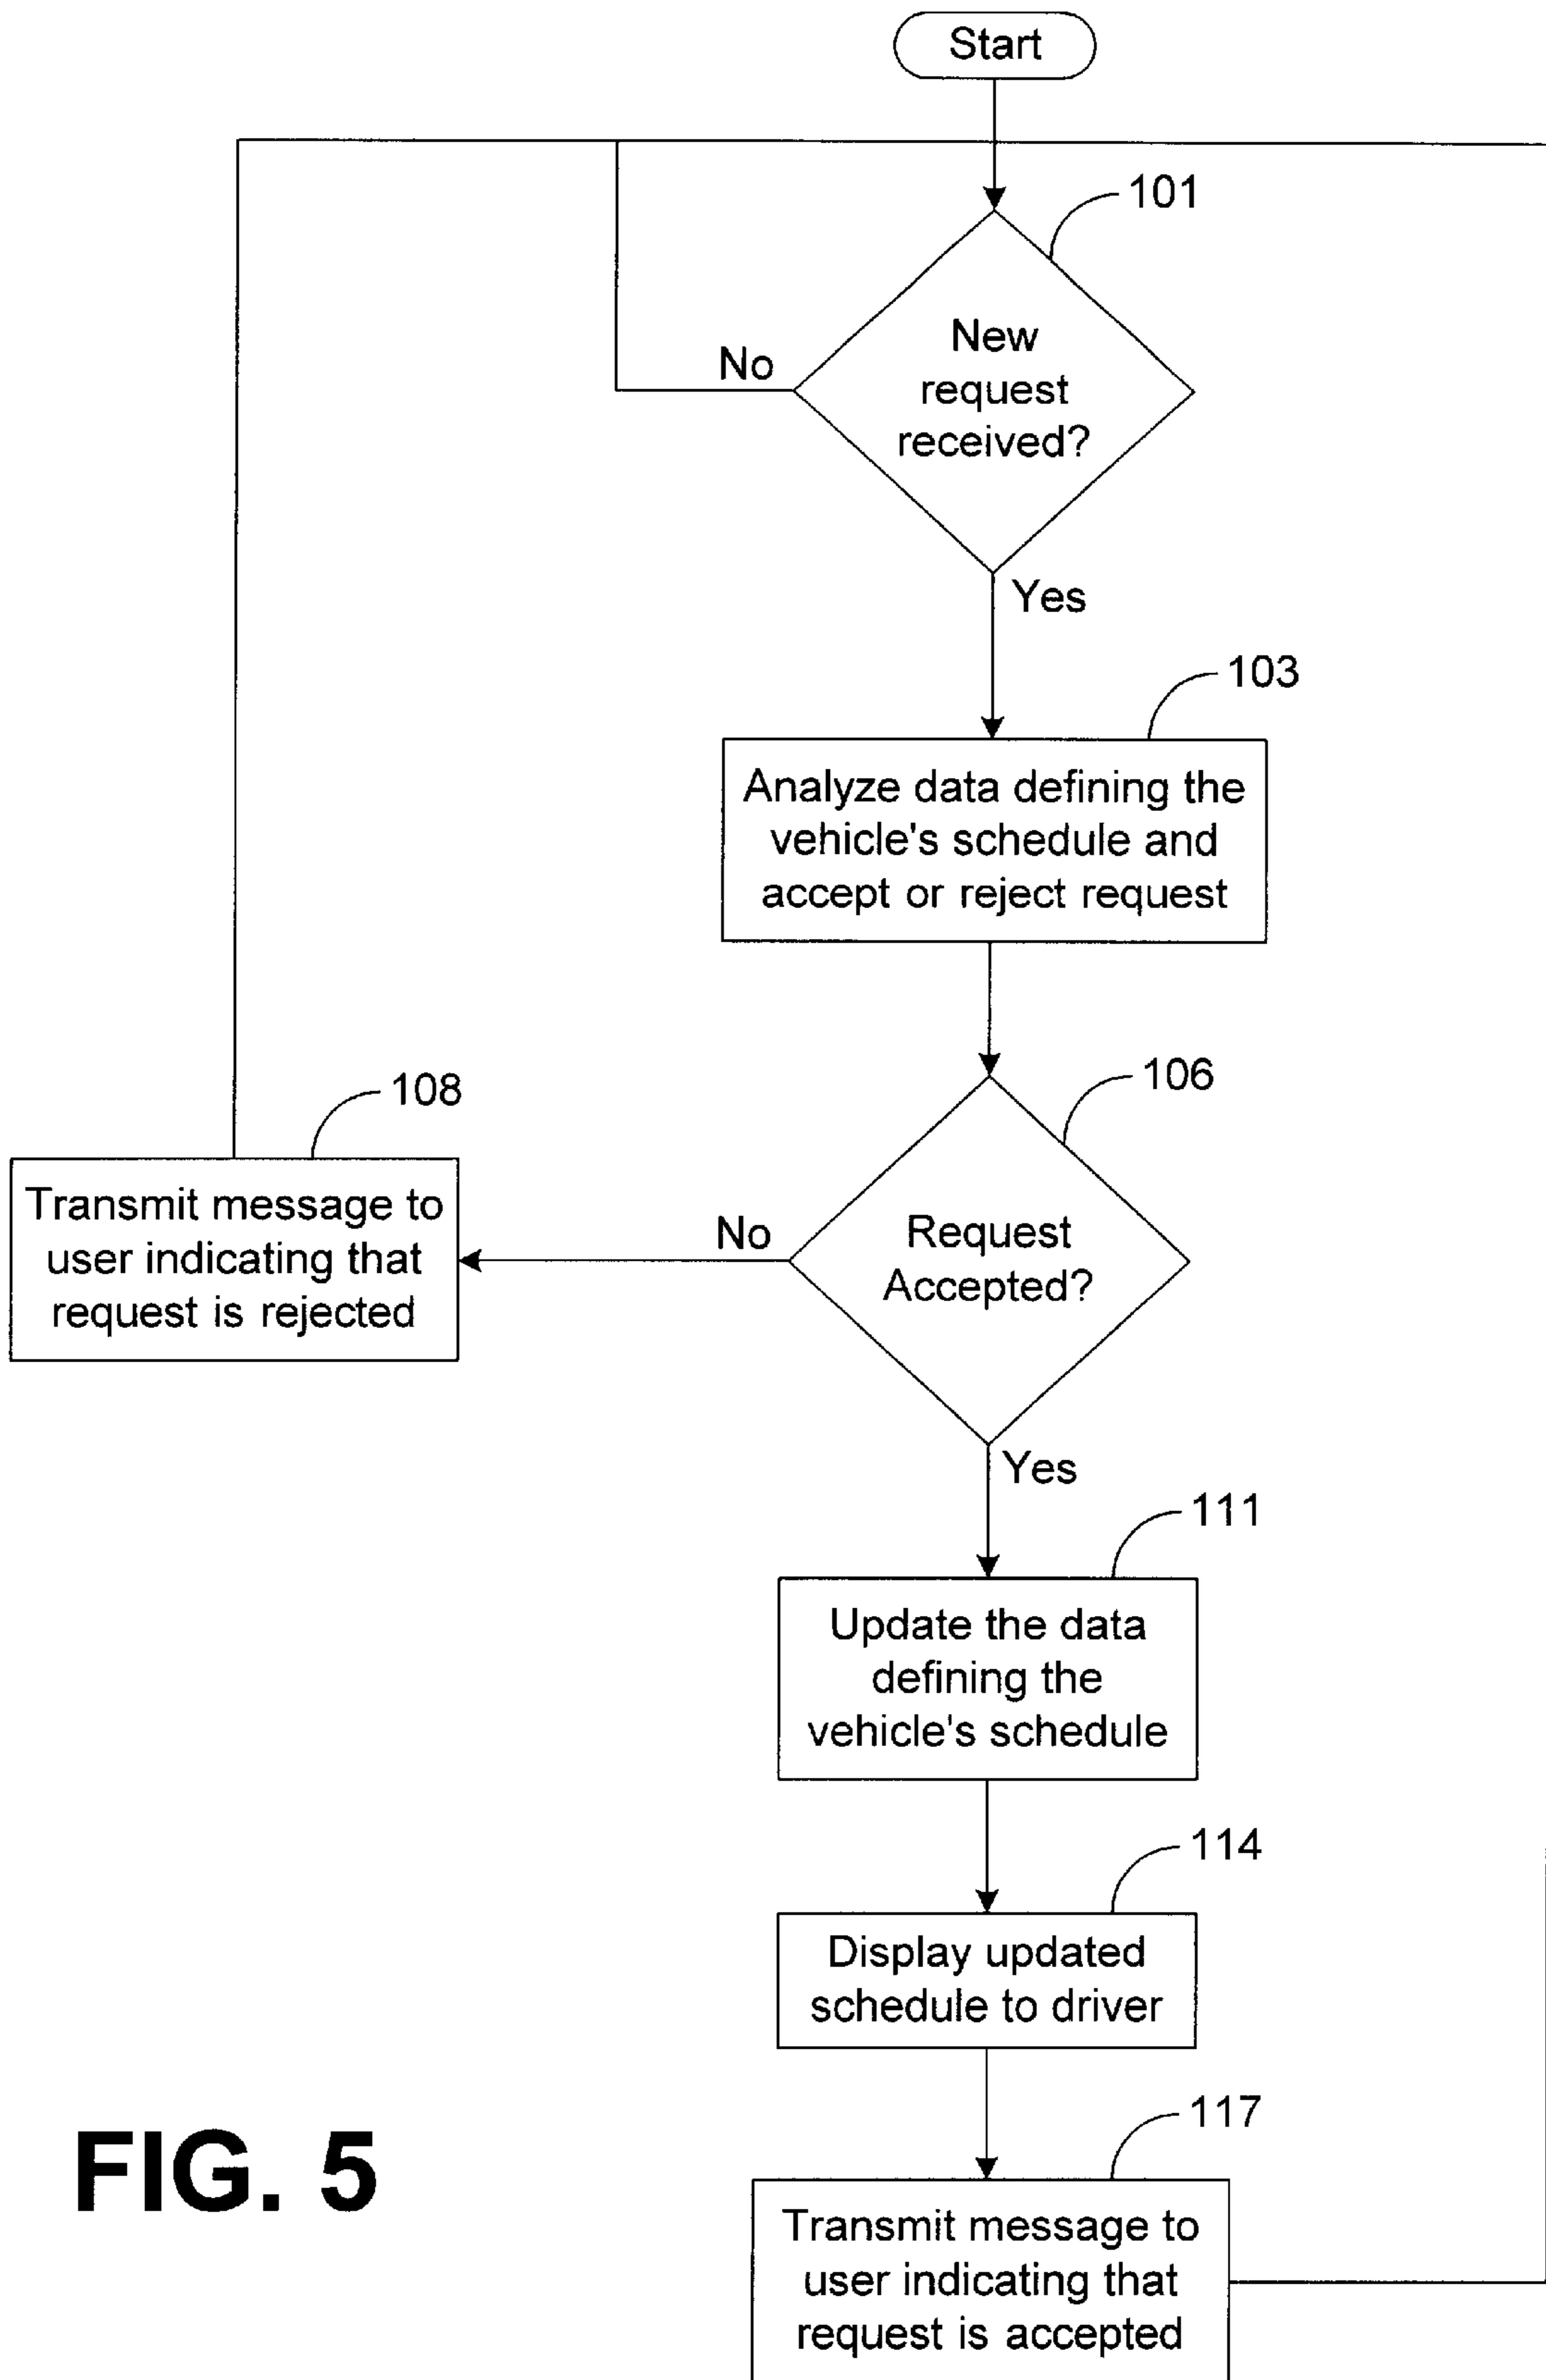 Start
101
New
request
received?
No
Yes
103
Analyze data defining the
vehicle's schedule and
accept or reject request
106
108
Request
Accepted?
No
Transmit message to
user indicating that
request is rejected
Yes
111
Update the data
defining the
vehicle's schedule
114
Display updated
schedule to driver
117
Transmit message to
user indicating that
request is accepted
FIG. 5